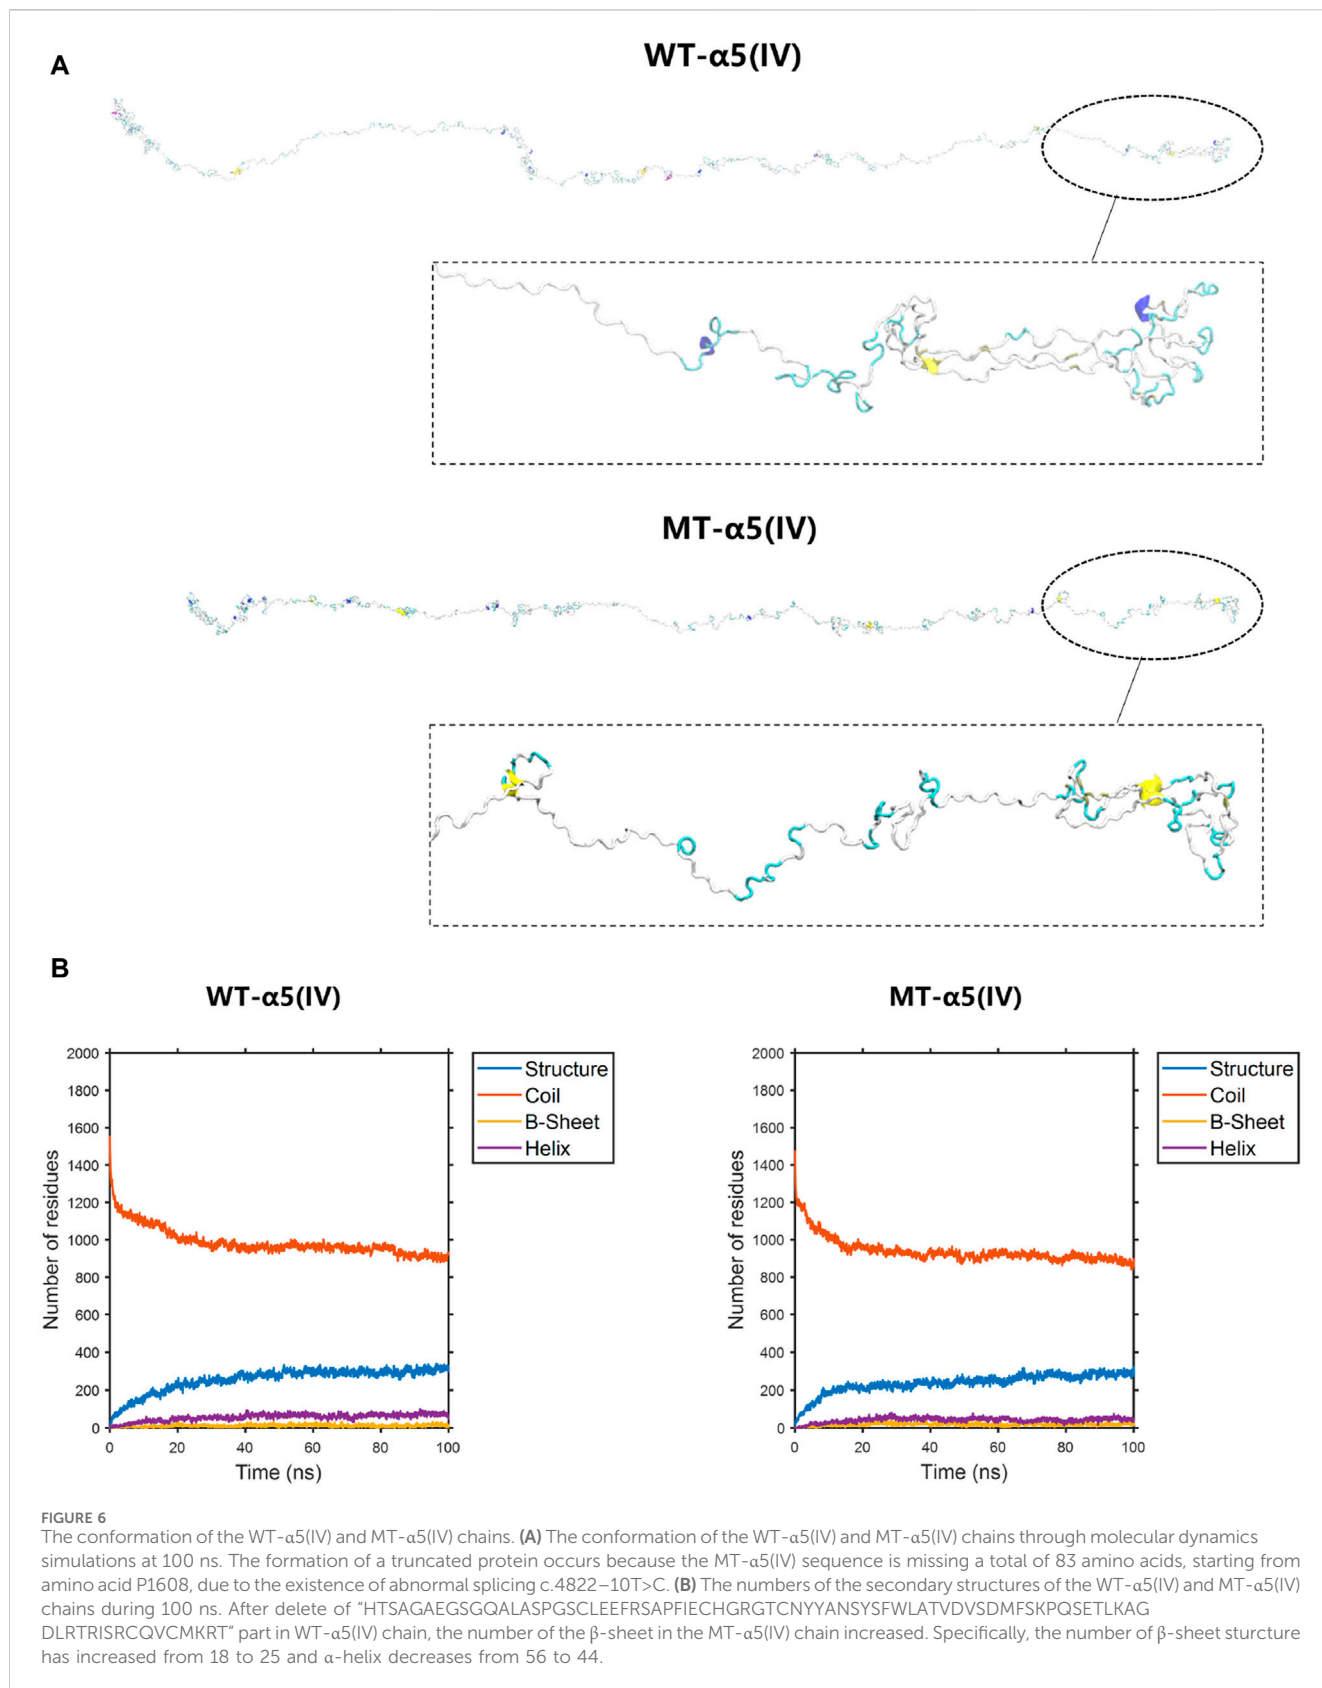 A
WT-α5(IV)
MT-α5(IV)
B
WT-α5(IV)
MT-α5(IV)
2000
1800
1600
1400
1200
1000
800
600
400
200
0
Number of residues
0 20 40 60 80 100
Time (ns)
Structure
Coil
B-Sheet
Helix
2000
1800
1600
1400
1200
1000
800
600
400
200
0
Number of residues
0 20 40 60 80 100
Time (ns)
Structure
Coil
B-Sheet
Helix
FIGURE 6
The conformation of the WT-α5(IV) and MT-α5(IV) chains. (A) The conformation of the WT-α5(IV) and MT-α5(IV) chains through molecular dynamics
simulations at 100 ns. The formation of a truncated protein occurs because the MT-α5(IV) sequence is missing a total of 83 amino acids, starting from
amino acid P1608, due to the existence of abnormal splicing c.4822−10T>C. (B) The numbers of the secondary structures of the WT-α5(IV) and MT-α5(IV)
chains during 100 ns. After delete of "HTSAGAEGSGQALASPGSCLEEFRSAPFIECHGRGTCNYYANSYSFWLATVDVSDMFSKPQSETLKAG
DLRTRISRCQVCMKRT" part in WT-α5(IV) chain, the number of the β-sheet in the MT-α5(IV) chain increased. Specifically, the number of β-sheet sturcture
has increased from 18 to 25 and α-helix decreases from 56 to 44.